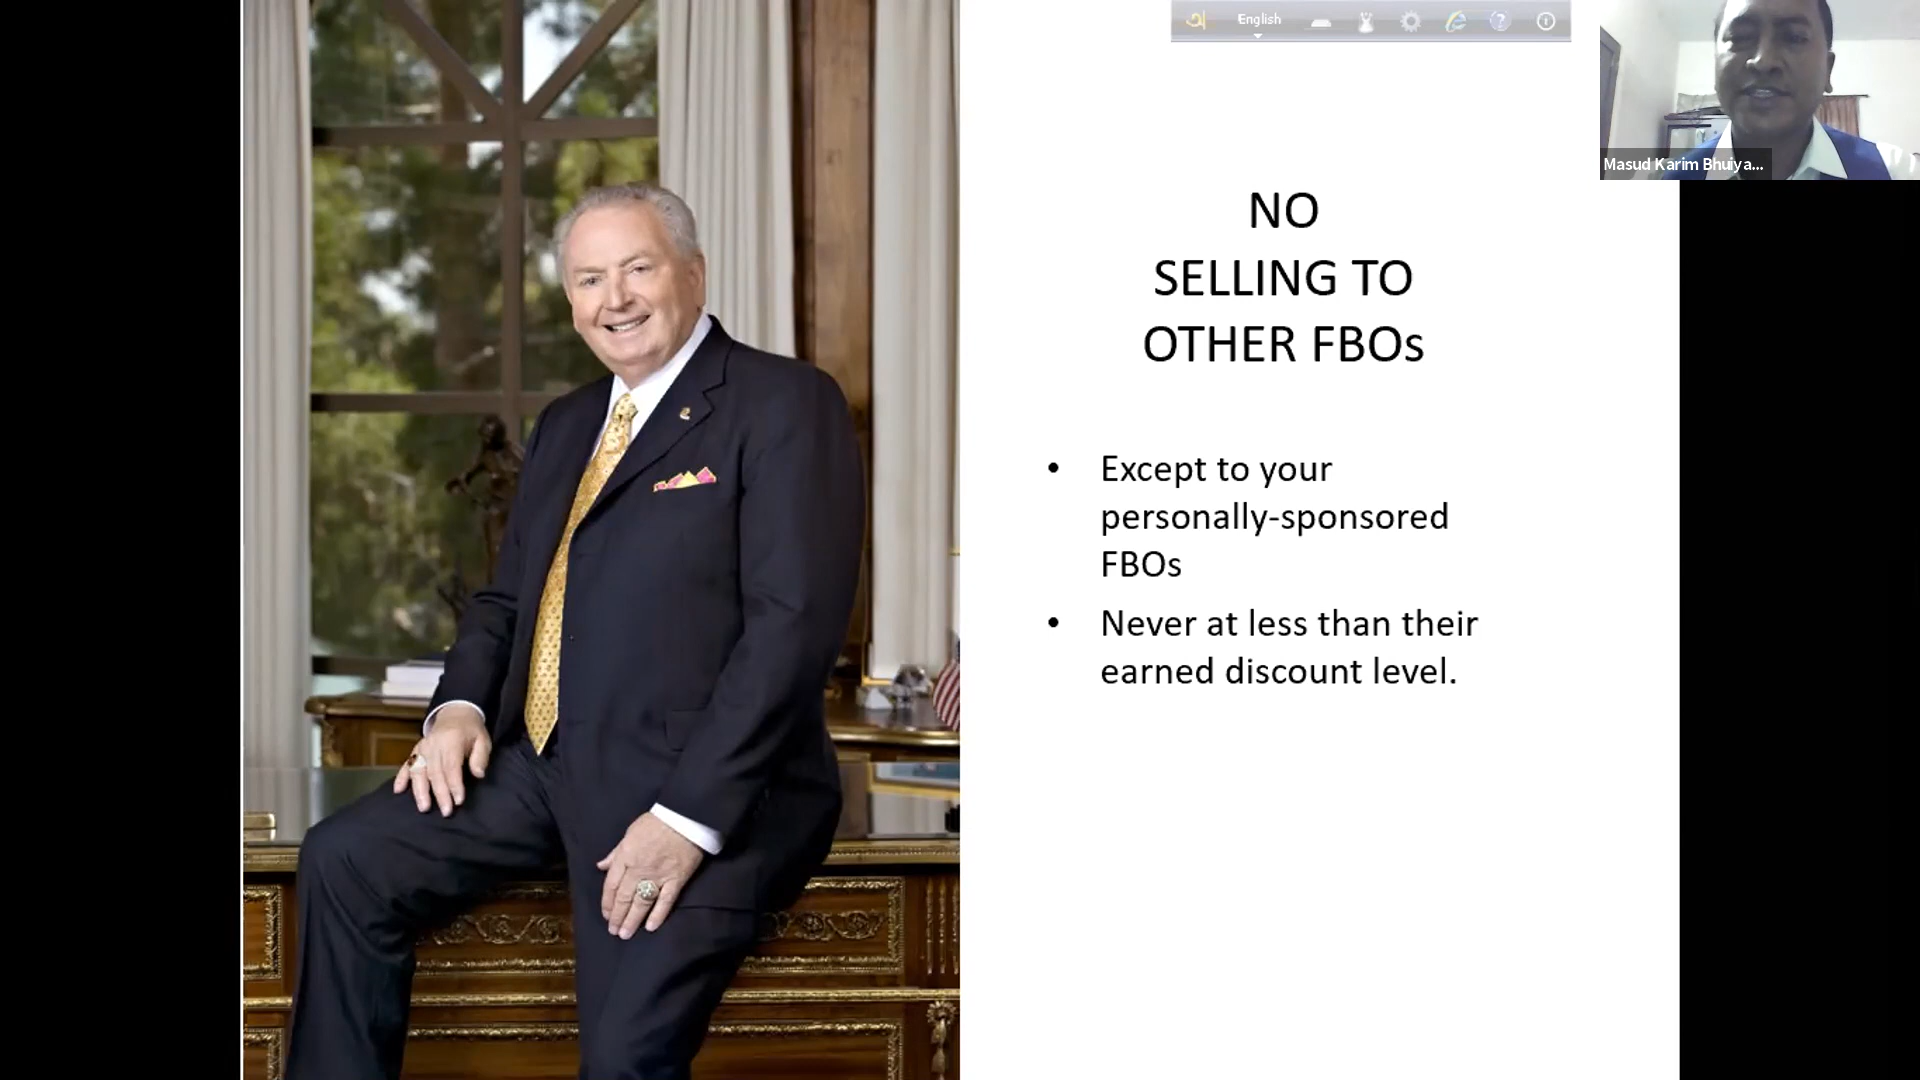 English
Masud Karim Bhuiya...
NO
SELLING TO
OTHER FBOs
• Except to your
personally-sponsored
FBOs
• Never at less than their
earned discount level.